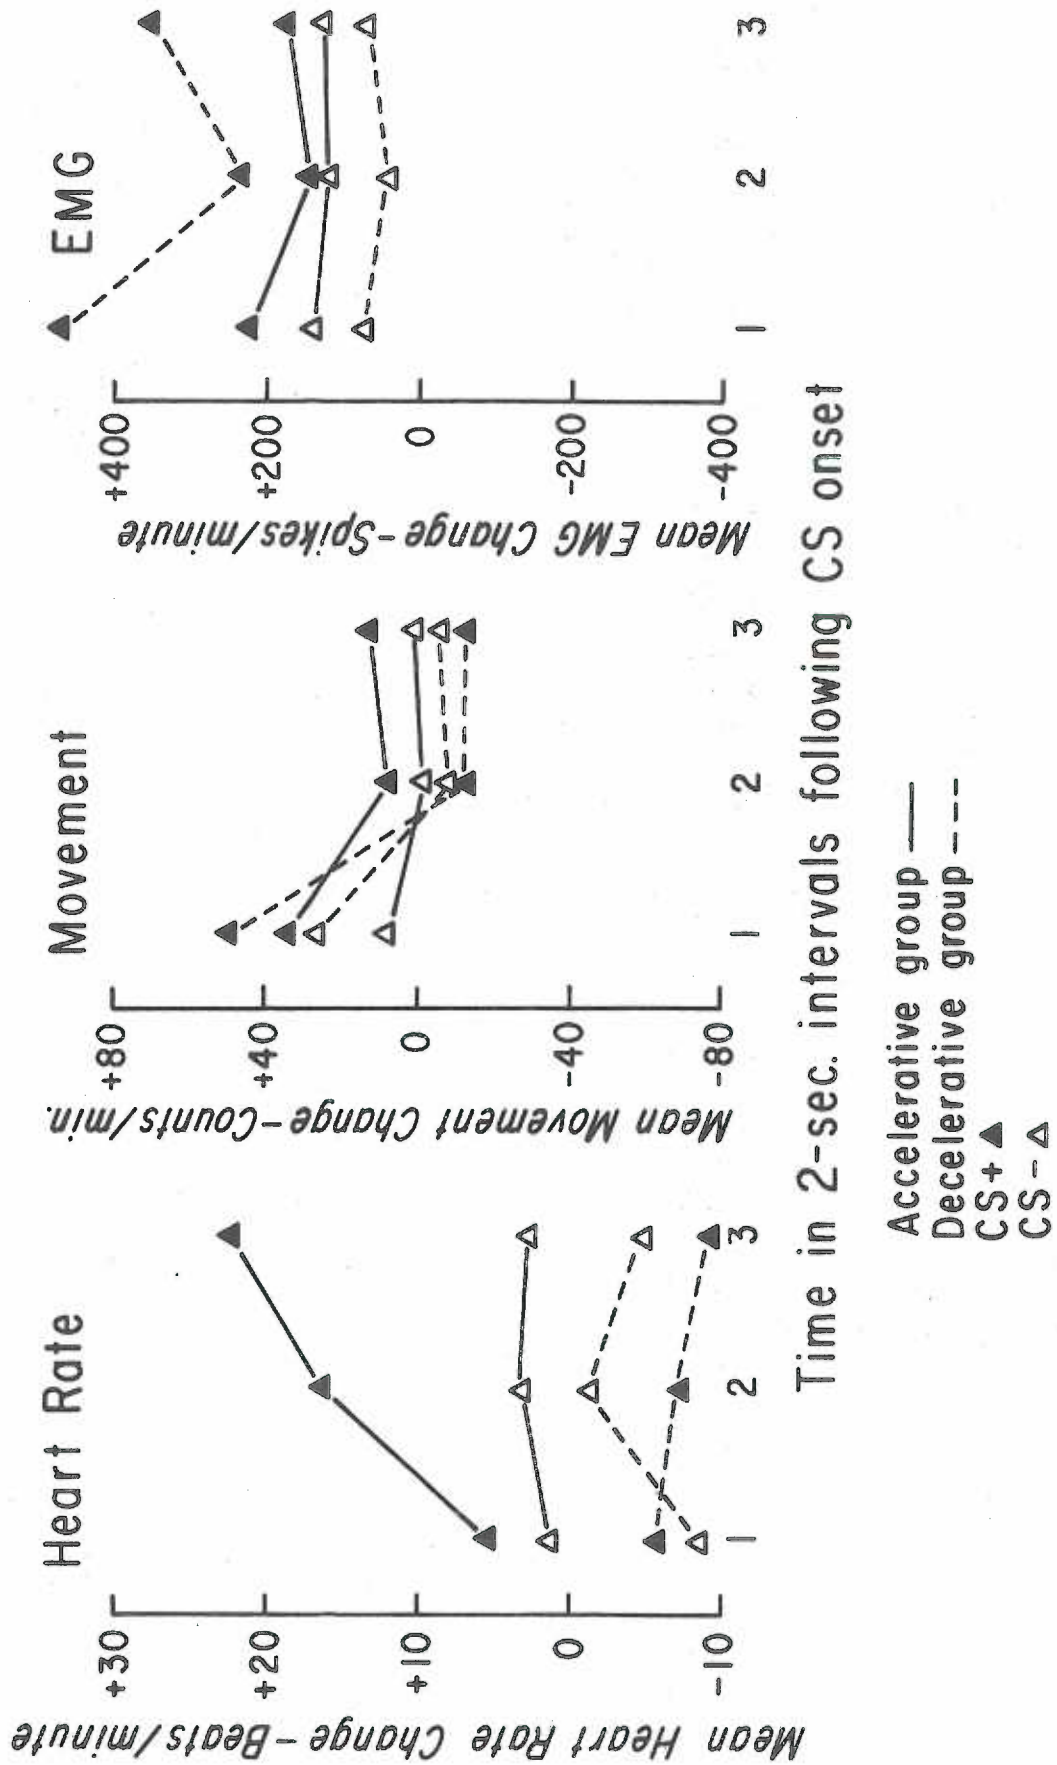 Heart Rate
Mean Heart Rate Change-Beats/minute
+30
+20
+10
0
-10
1 2 3
Movement
Mean Movement Change-Counts/min.
+80
+40
0
-40
-80
1 2 3
EMG
Mean EMG Change-Spikes/minute
+400
+200
0
-200
-400
1 2 3
Time in 2-sec. intervals following CS onset
Accelerative group
Decelerative group
CS+
CS-